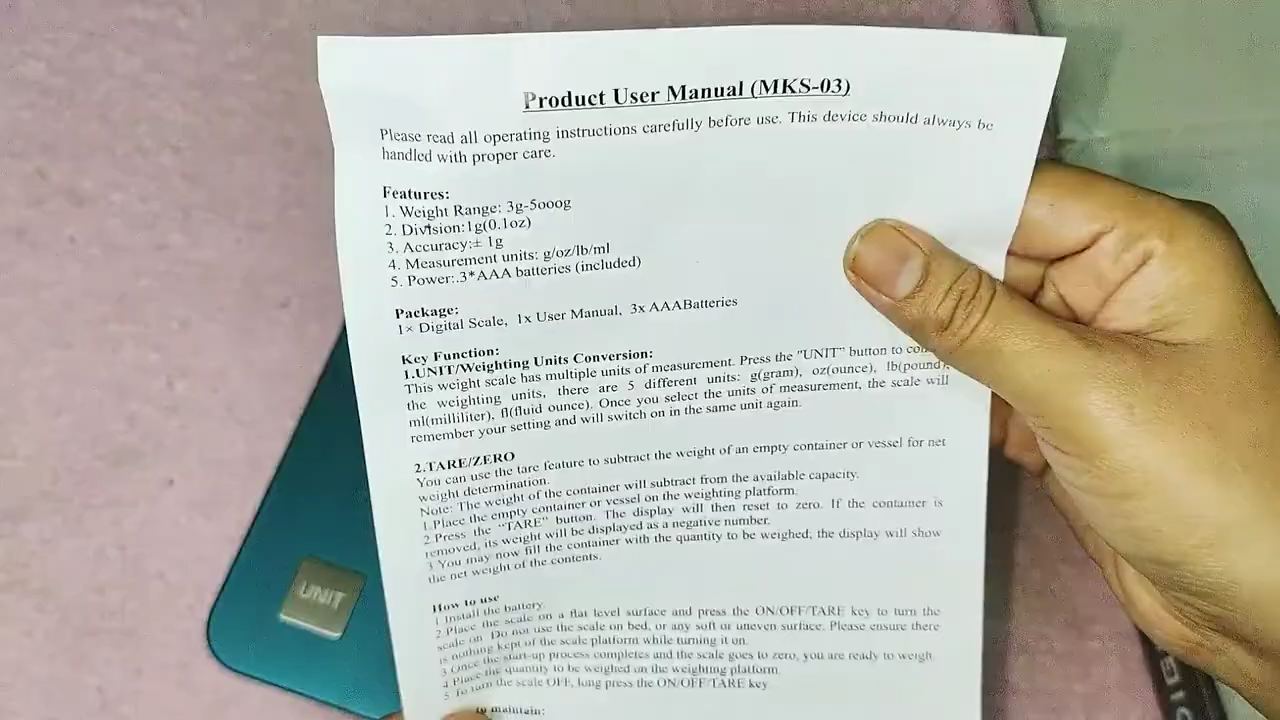 Product User Manual (MKS-03)
Please read all operating instructions carefully before use. This device should always be
handled with proper care.
Features:
1. Weight Range: 3g-5000g
2. Division:1g(0.1oz)
3. Accuracy:± 1g
4. Measurement units: g/oz/lb/ml
5. Power:.3*AAA batteries (included)
Package:
1× Digital Scale, 1x User Manual, 3x AAABatteries
Key Function:
1.UNIT/Weighting Units Conversion:
This weight scale has multiple units of measurement. Press the "UNIT" button to
the weighting units, there are 5 different units: g(gram), oz(ounce), lb(pound),
ml(milliliter), fl(fluid ounce). Once you select the units of measurement, the scale will
remember your setting and will switch on in the same unit again.
2.TARE/ZERO
You can use the tare feature to subtract the weight of an empty container or vessel for net
weight determination.
Note: The weight of the container will subtract from the available capacity.
1.Place the empty container or vessel on the weighting platform.
2.Press the "TARE" button. The display will then reset to zero. If the container is
removed, its weight will be displayed as a negative number.
3.You may now fill the container with the quantity to be weighed, the display will show
the net weight of the contents.
How to use
1 Install the battery.
2 Place the scale on a flat level surface and press the ON/OFF/TARE key to turn the
scale on. Do not use the scale on bed, or any soft or uneven surface. Please ensure there
is nothing kept of the scale platform while turning it on.
3 Once the start-up process completes and the scale goes to zero, you are ready to weigh.
4 Place the quantity to be weighed on the weighting platform.
5 To turn the scale OFF, long press the ON/OFF/TARE key.
to maintain:
UNIT